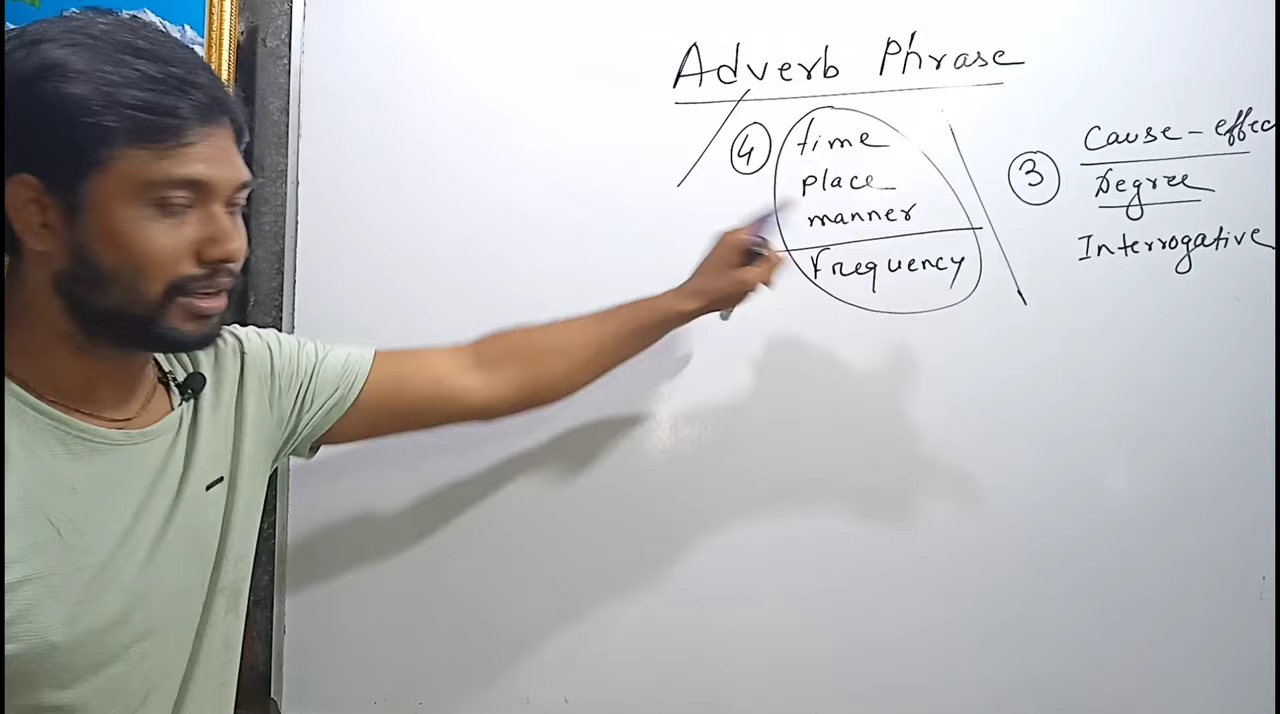 Adverb Phrase
④ time
place
manner
Frequency
③ Cause - effec
Degree
Interrogative